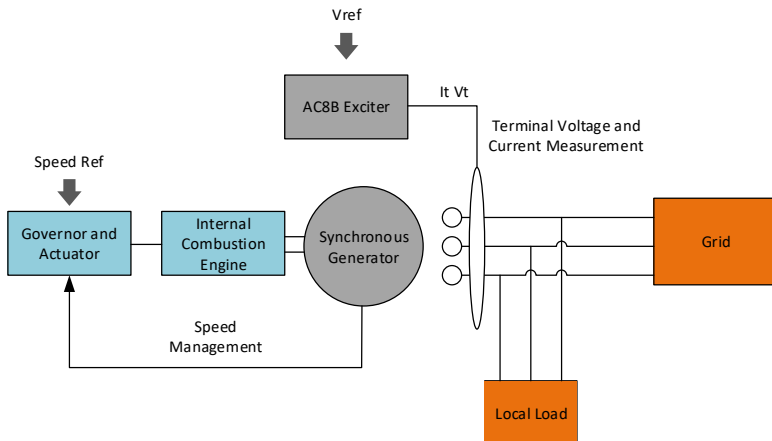 Vref
AC8B Exciter
It Vt
Terminal Voltage and
Current Measurement
Speed Ref
Governor and
Actuator
Internal
Combustion
Engine
Synchronous
Generator
Grid
Speed
Management
Local Load